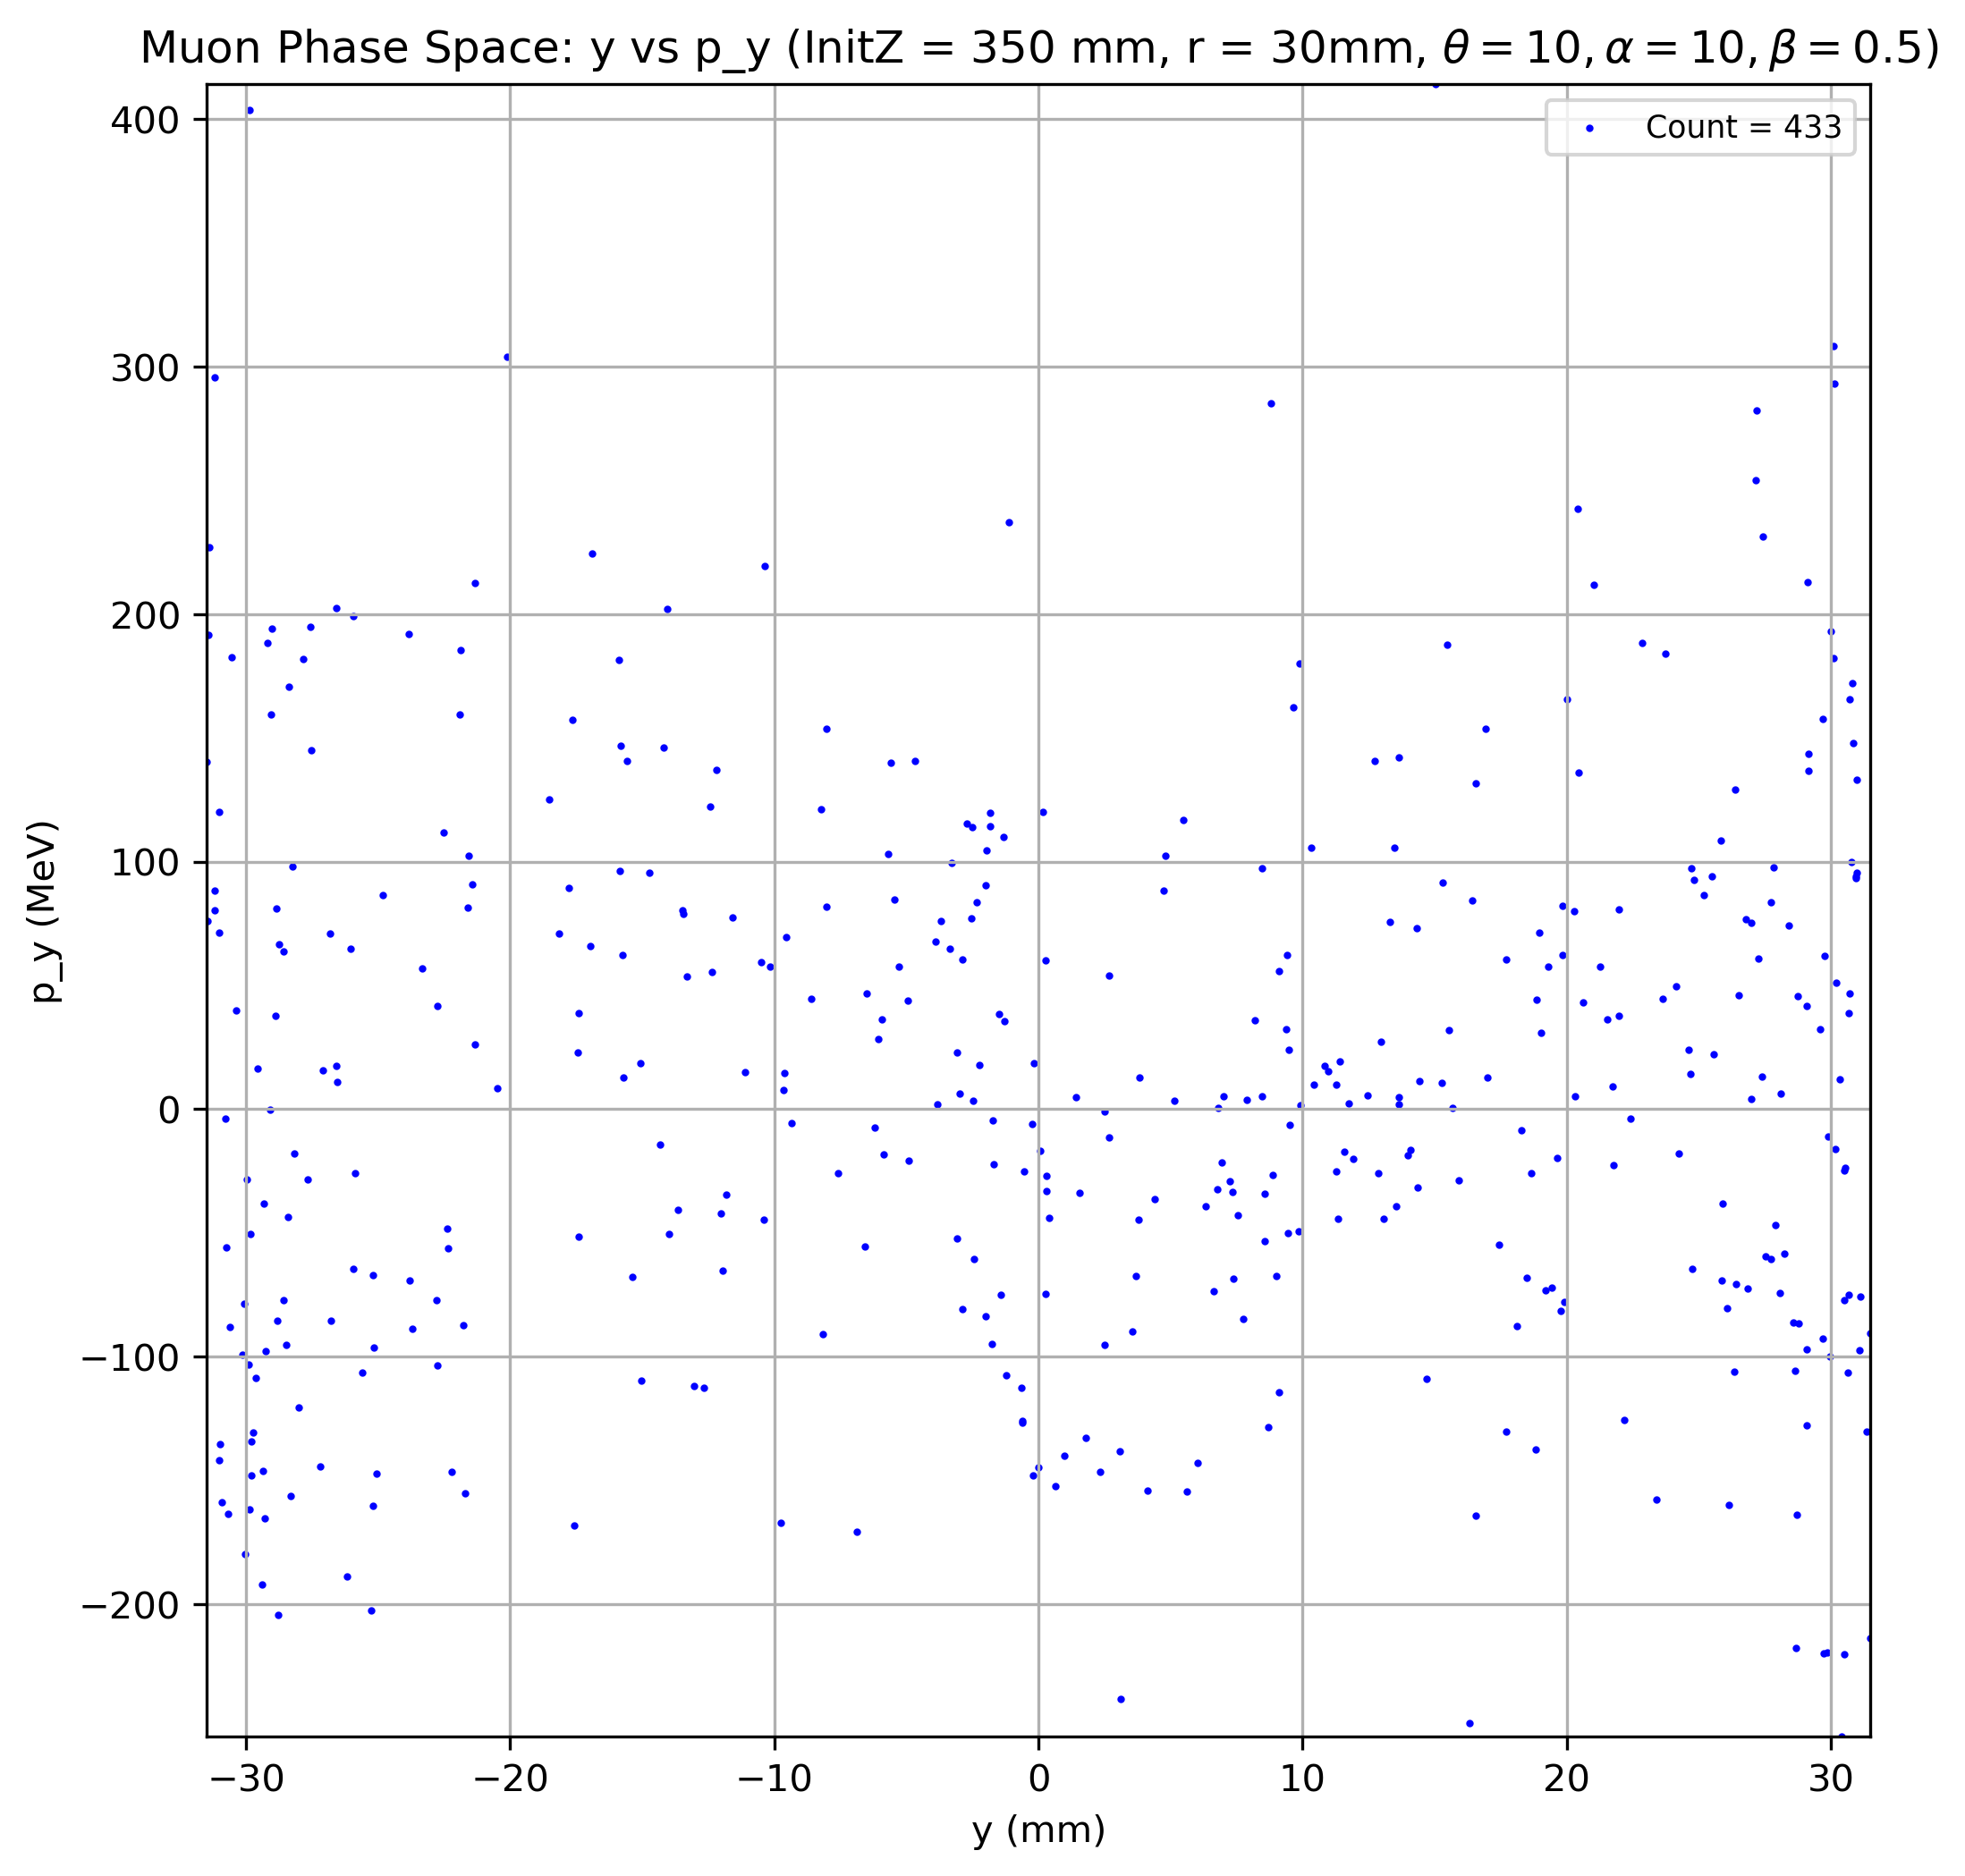 Muon Phase Space: y vs p_y (InitZ = 350 mm, r = 30mm, θ = 10, α = 10, β = 0.5)
Count = 433
400
300
200
100
0
−100
−200
p_y (MeV)
−30 −20 −10 0 10 20 30
y (mm)